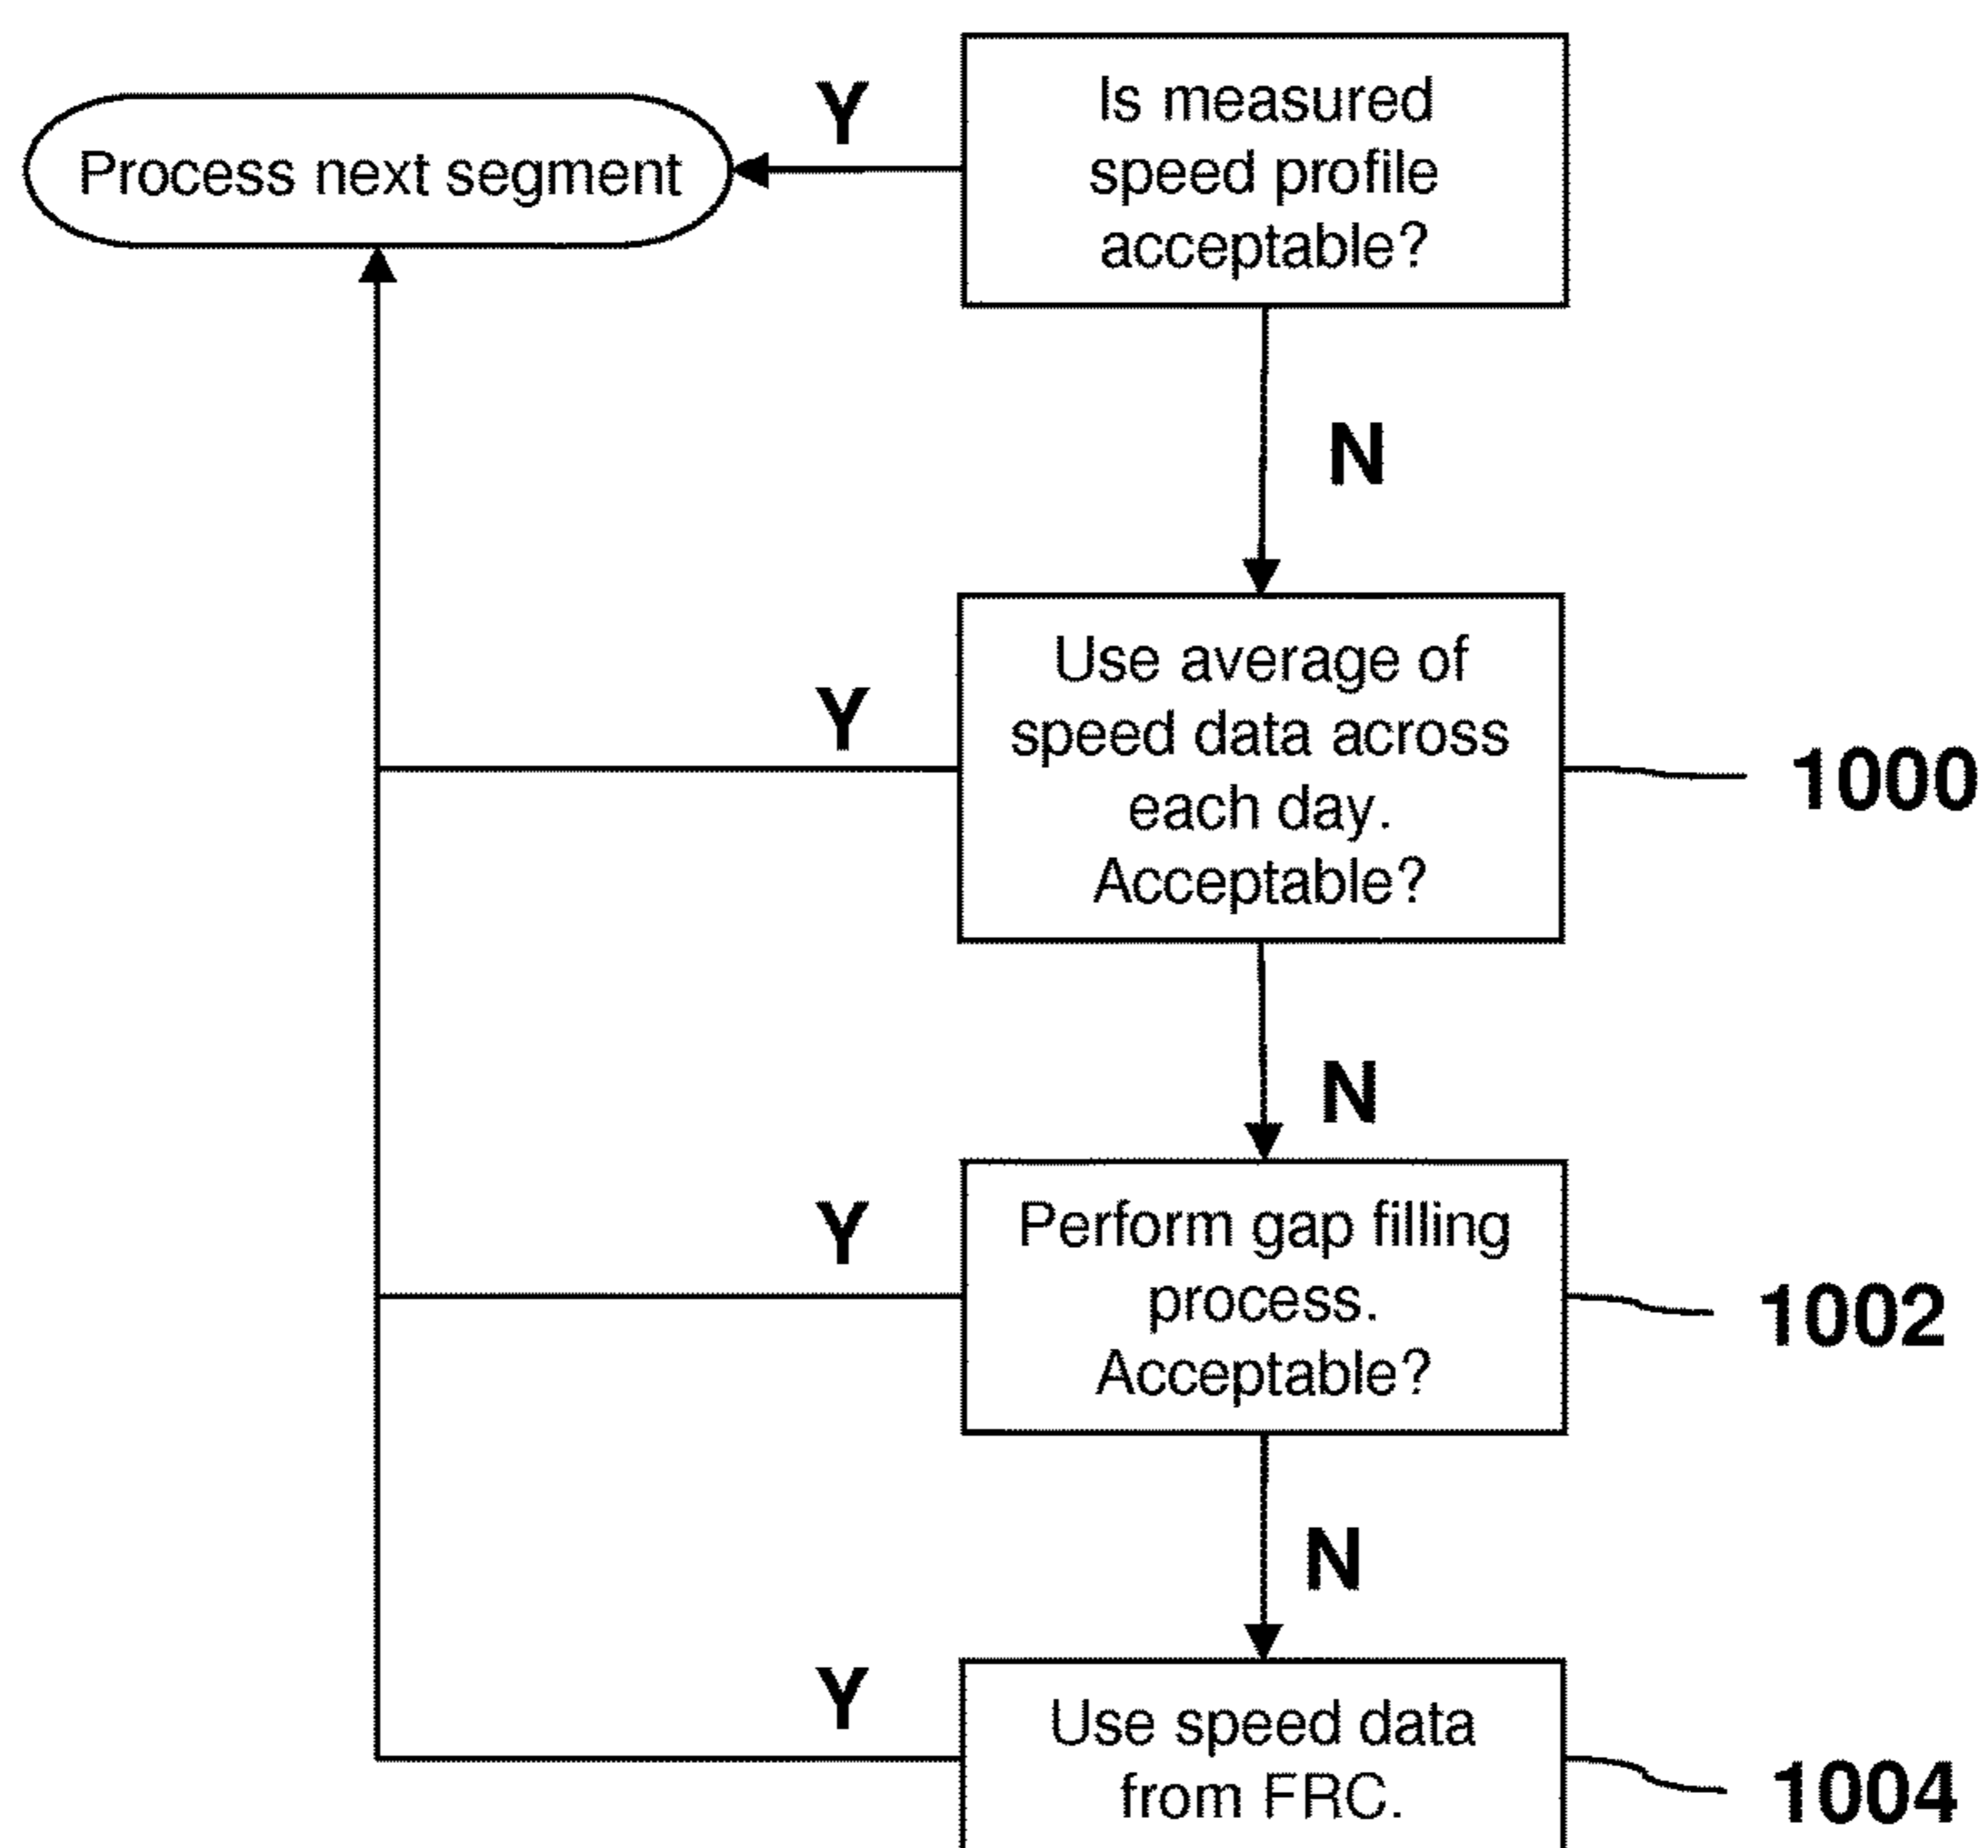 Is measured
speed profile
acceptable?
Y
Process next segment
N
Use average of
speed data across
each day.
Acceptable?
Y
1000
N
Perform gap filling
process.
Acceptable?
Y
1002
N
Use speed data
from FRC.
Y
1004